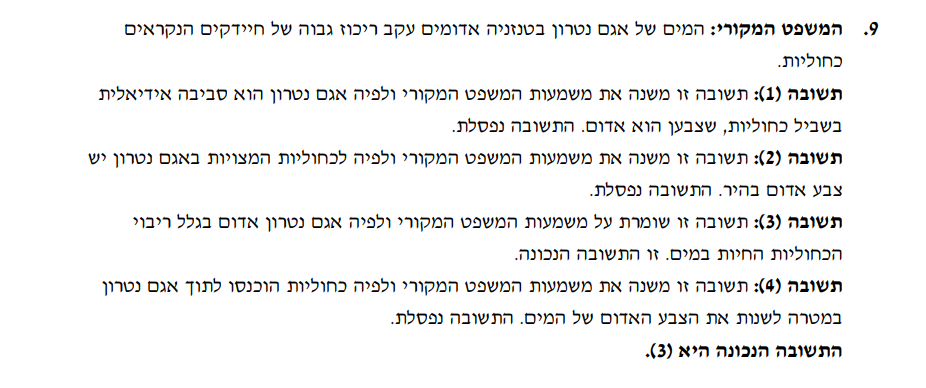 9. המשפט המקורי: המים של אגם נטרון בטנזניה אדומים עקב ריכוז גבוה של חיידקים הנקראים
כחוליות.
תשובה (1): תשובה זו משנה את משמעות המשפט המקורי ולפיה אגם נטרון הוא סביבה אידיאלית
בשביל כחוליות, שצבען הוא אדום. התשובה נפסלת.
תשובה (2): תשובה זו משנה את משמעות המשפט המקורי ולפיה לכחוליות המצויות באגם נטרון יש
צבע אדום בהיר. התשובה נפסלת.
תשובה (3): תשובה זו שומרת על משמעות המשפט המקורי ולפיה אגם נטרון אדום בגלל ריבוי
הכחוליות החיות במים. זו התשובה הנכונה.
תשובה (4): תשובה זו משנה את משמעות המשפט המקורי ולפיה כחוליות הוכנסו לתוך אגם נטרון
במטרה לשנות את הצבע האדום של המים. התשובה נפסלת.
התשובה הנכונה היא (3).